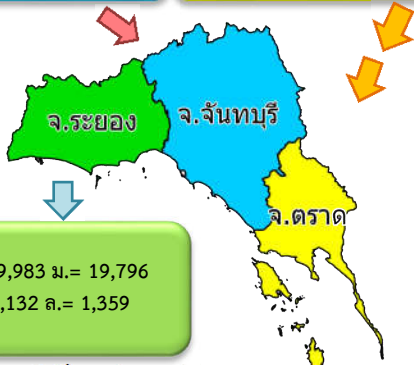 จ.ระยอง
จ.จันทบุรี
จ.ตราด
9,983 ม.= 19,796
,132 ล.= 1,359